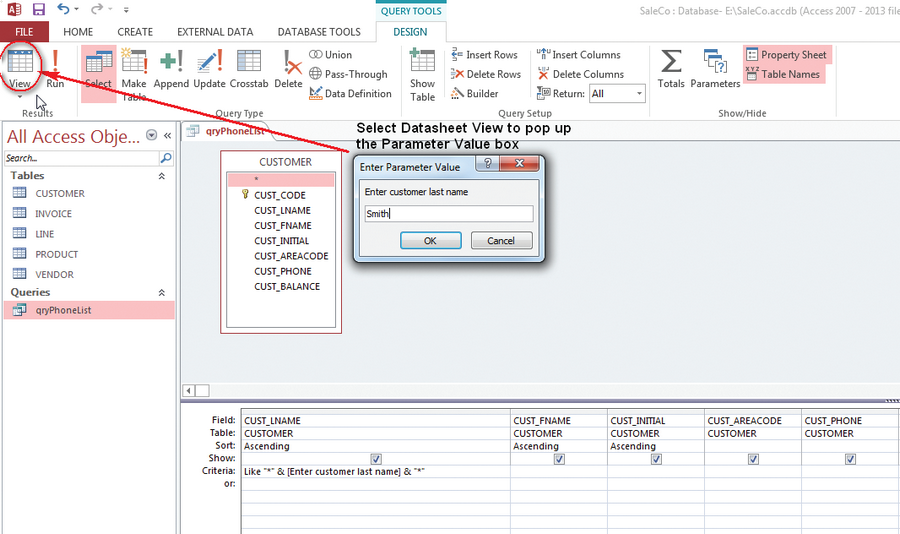 QUERY TOOLS
SaleCo : Database- E:\SaleCo.accdb (Access 2007 - 2013 file
FILE HOME CREATE EXTERNAL DATA DATABASE TOOLS DESIGN
View
Run
Results
Select
Make Table
Append
Update
Crosstab
Delete
Union
Pass-Through
Data Definition
Query Type
Show Table
Insert Rows
Delete Rows
Builder
Insert Columns
Delete Columns
Return: All
Query Setup
Totals
Parameters
Property Sheet
XYZ Table Names
Show/Hide
All Access Obje... «
Search...
Tables
CUSTOMER
INVOICE
LINE
PRODUCT
VENDOR
Queries
qryPhoneList
qryPhoneList
Select Datasheet View to pop up
the Parameter Value box
CUSTOMER
*
CUST_CODE
CUST_LNAME
CUST_FNAME
CUST_INITIAL
CUST_AREACODE
CUST_PHONE
CUST_BALANCE
Enter Parameter Value
Enter customer last name
Smith
OK Cancel
Field: CUST_LNAME CUST_FNAME CUST_INITIAL CUST_AREACODE CUST_PHONE
Table: CUSTOMER CUSTOMER CUSTOMER CUSTOMER CUSTOMER
Sort: Ascending Ascending Ascending
Show:
Criteria: Like "*" & [Enter customer last name] & "*"
or: